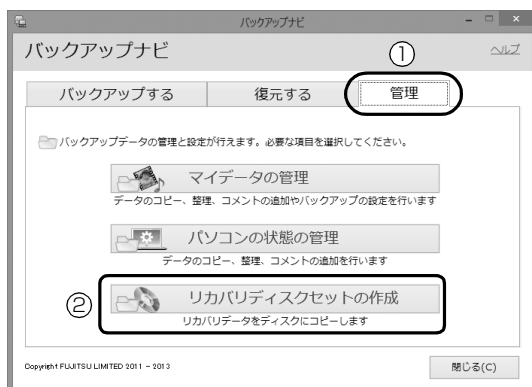 バックアップナビ
バックアップナビ
①
ヘルプ
バックアップする
復元する
管理
バックアップデータの管理と設定が行えます。必要な項目を選択してください。
マイデータの管理
データのコピー、整理、コメントの追加やバックアップの設定を行います
パソコンの状態の管理
データのコピー、整理、コメントの追加を行います
②
リカバリディスクセットの作成
リカバリデータをディスクにコピーします
Copyright FUJITSU LIMITED 2011 - 2013
閉じる(C)